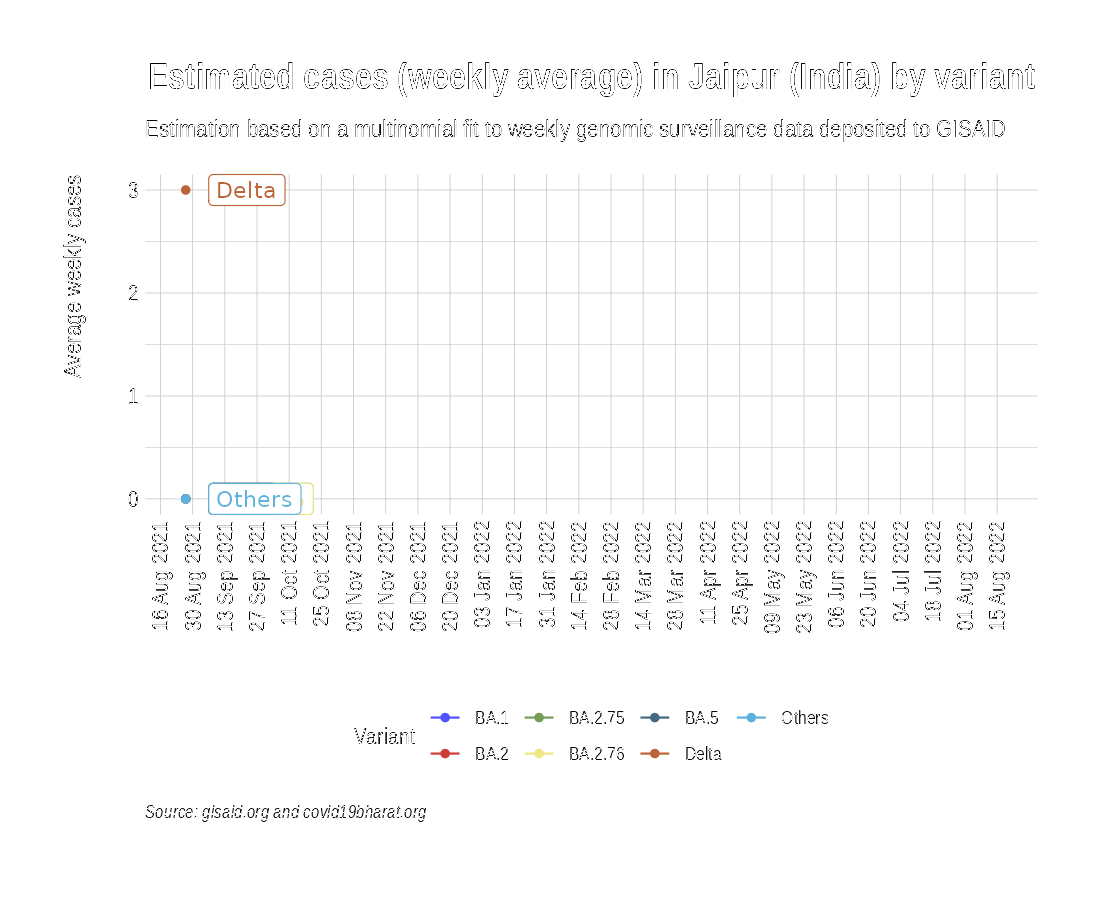 Estimated cases (weekly average) in Jaipur (India) by variant
Estimation based on a multinomial fit to weekly genomic surveillance data deposited to GISAID
Average weekly cases
3
Delta
2
1
0
Others
16 Aug 2021
30 Aug 2021
13 Sep 2021
27 Sep 2021
11 Oct 2021
25 Oct 2021
08 Nov 2021
22 Nov 2021
06 Dec 2021
20 Dec 2021
03 Jan 2022
17 Jan 2022
31 Jan 2022
14 Feb 2022
28 Feb 2022
14 Mar 2022
28 Mar 2022
11 Apr 2022
25 Apr 2022
09 May 2022
23 May 2022
06 Jun 2022
20 Jun 2022
04 Jul 2022
18 Jul 2022
01 Aug 2022
15 Aug 2022
Variant
BA.1 BA.2.75 BA.5 Others
BA.2 BA.2.76 Delta
Source: gisaid.org and covid19bharat.org